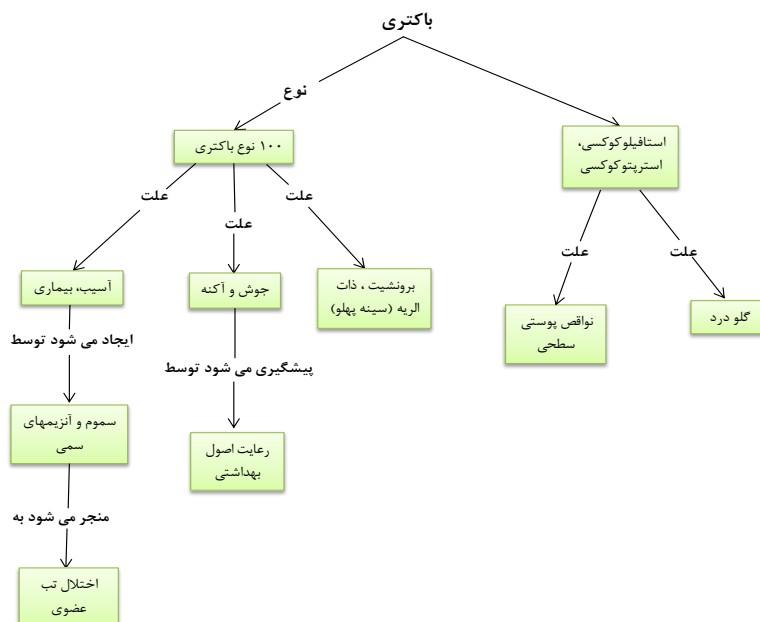 باکتری
نوع
۱۰۰ نوع باکتری
استافیلوکوکسی،
استرپتوکوکسی
علت
علت
علت
علت
علت
آسیب، بیماری
جوش و آکنه
برونشیت ، ذات
الریه (سینه پهلو)
نواقص پوستی
سطحی
گلو درد
ایجاد می شود توسط
پیشگیری می شود توسط
سموم و آنزیمهای
سمی
رعایت اصول
بهداشتی
منجر می شود به
اختلال تب
عضوی